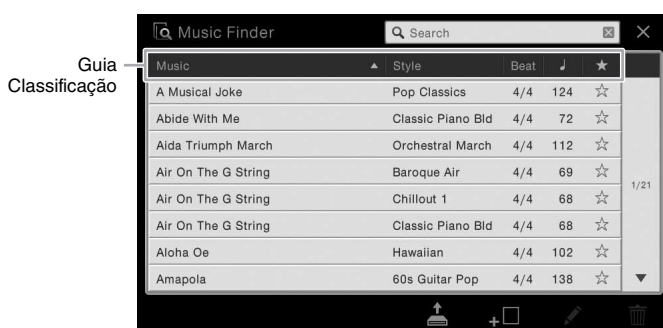 Music Finder Search
Guia
Classificação
Music Style Beat
A Musical Joke Pop Classics 4/4 124
Abide With Me Classic Piano Bld 4/4 72
Aida Triumph March Orchestral March 4/4 112
Air On The G String Baroque Air 4/4 69
Air On The G String Chillout 1 4/4 68
Air On The G String Classic Piano Bld 4/4 68
Aloha Oe Hawaiian 4/4 102
Amapola 60s Guitar Pop 4/4 138
1/21